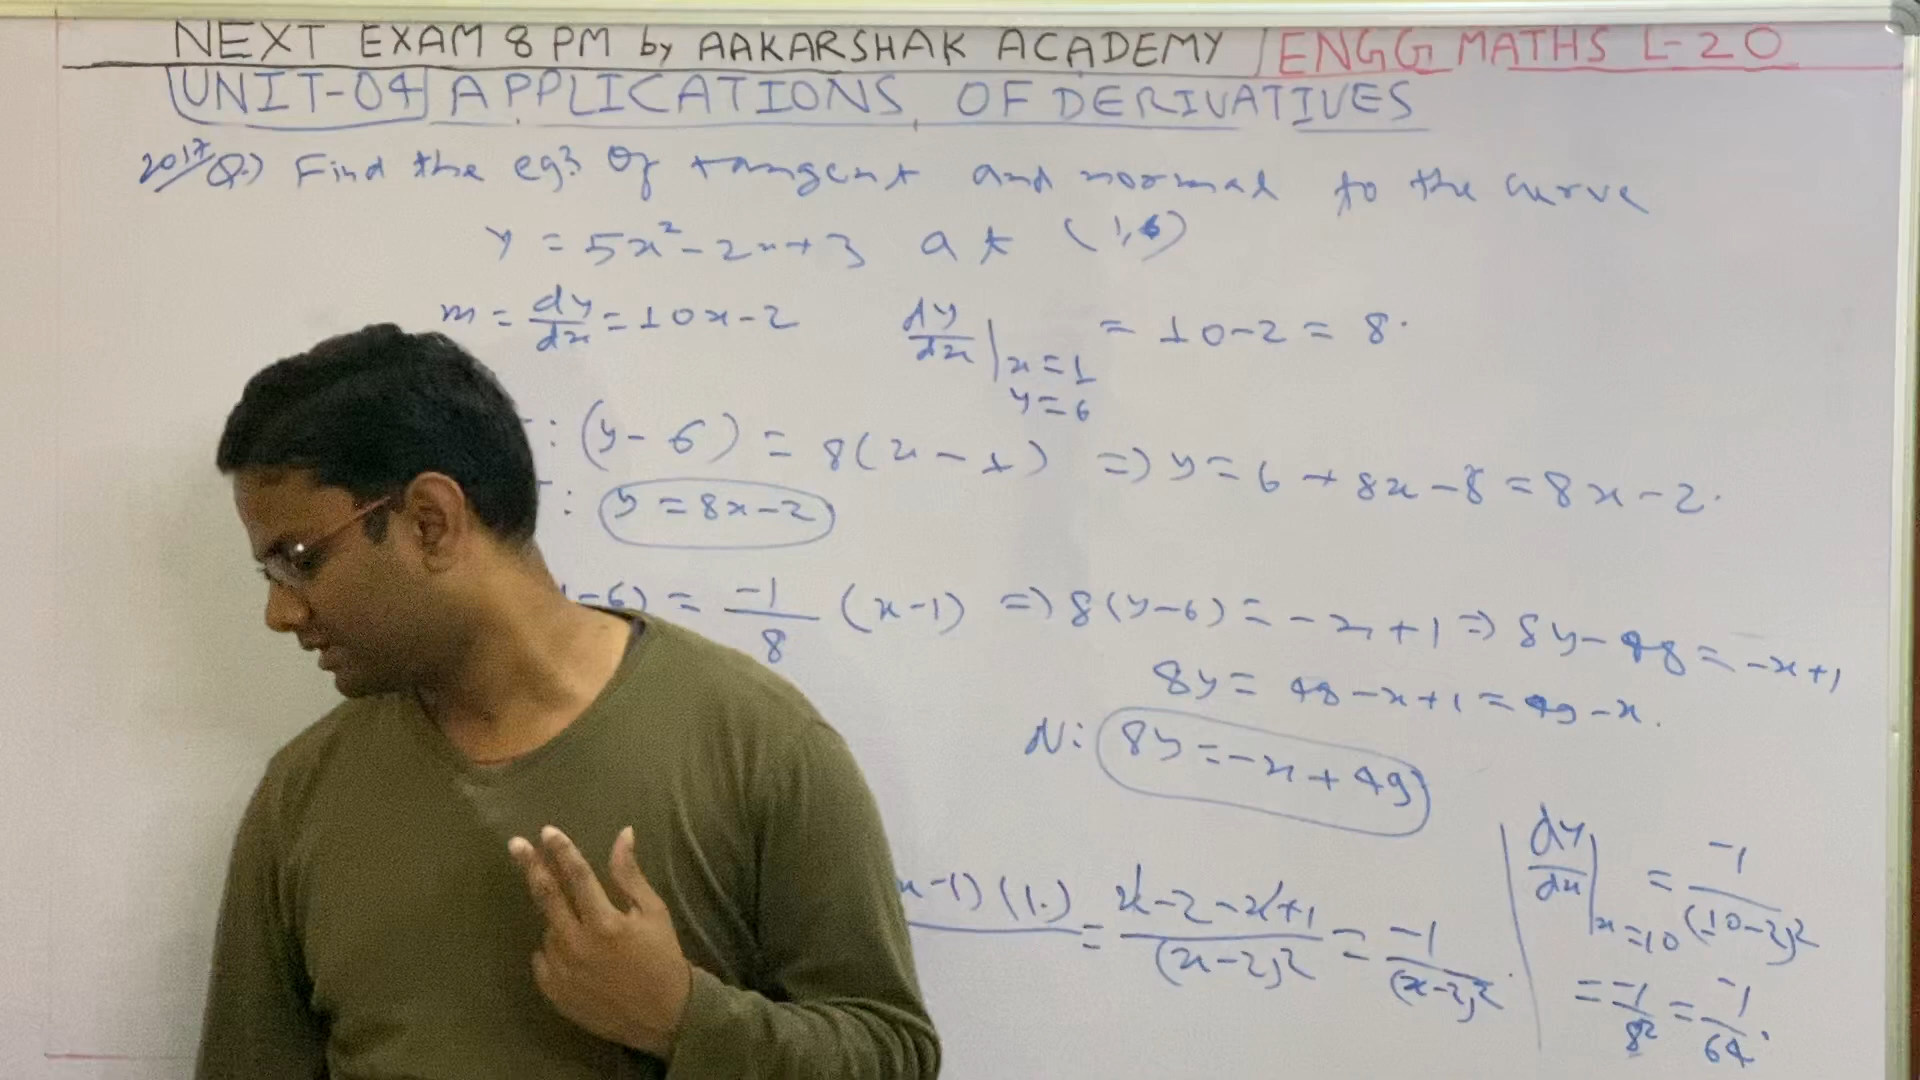 NEXT EXAM 8 PM by AAKARSHAK ACADEMY | ENGG MATHS L-20
UNIT-04 APPLICATIONS OF DERIVATIVES
2017 Q.) Find the eqn of tangent and normal to the curve
y = 5x² - 2x + 3 at (1,6)
m = dy/dx = 10x - 2 dy/dx | x=1 y=6 = 10 - 2 = 8.
: (y - 6) = 8(x - 1) => y = 6 + 8x - 8 = 8x - 2.
: y = 8x - 2
-6) = -1/8 (x-1) => 8(y-6) = -x+1 => 8y-48 = -x+1
8y = 48 - x + 1 = 49 - x.
N: 8y = -x + 49
x-1)(1.) = x-2-x+1/(x-2)² = -1/(x-2)² dy/dx | x=10 = -1/(10-2)²
= -1/8² = -1/64.